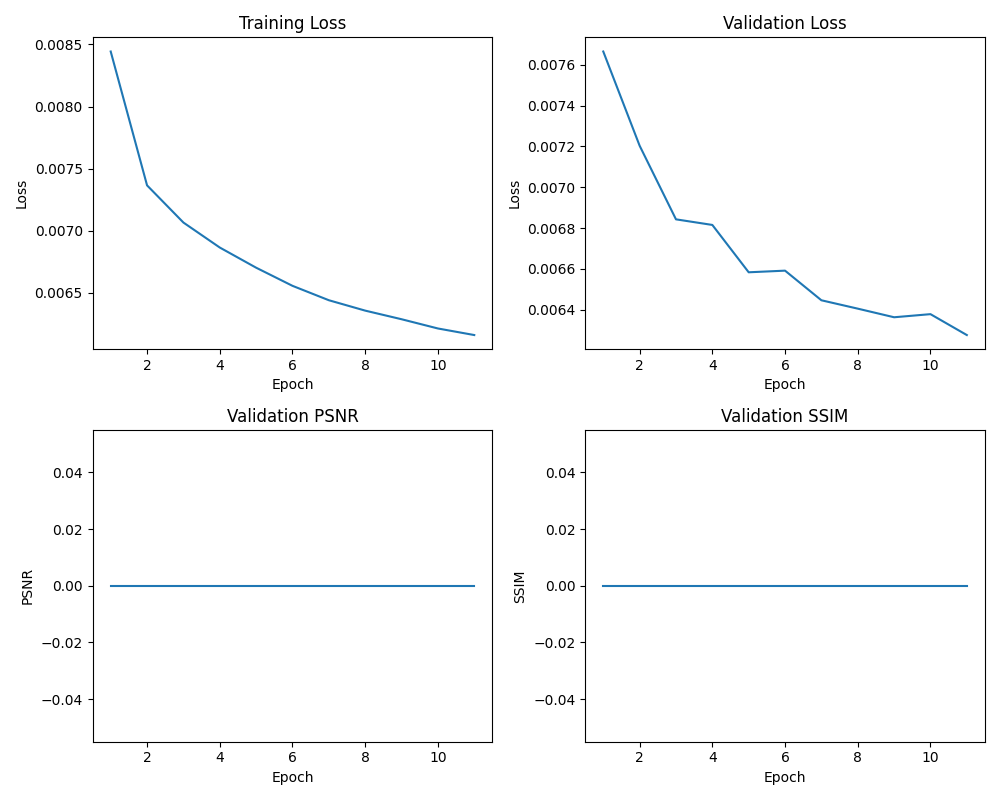 Training Loss
0.0085
0.0080
0.0075
0.0070
0.0065
Loss
2 4 6 8 10
Epoch
Validation Loss
0.0076
0.0074
0.0072
0.0070
0.0068
0.0066
0.0064
Loss
2 4 6 8 10
Epoch
Validation PSNR
0.04
0.02
0.00
−0.02
−0.04
PSNR
2 4 6 8 10
Epoch
Validation SSIM
0.04
0.02
0.00
−0.02
−0.04
SSIM
2 4 6 8 10
Epoch